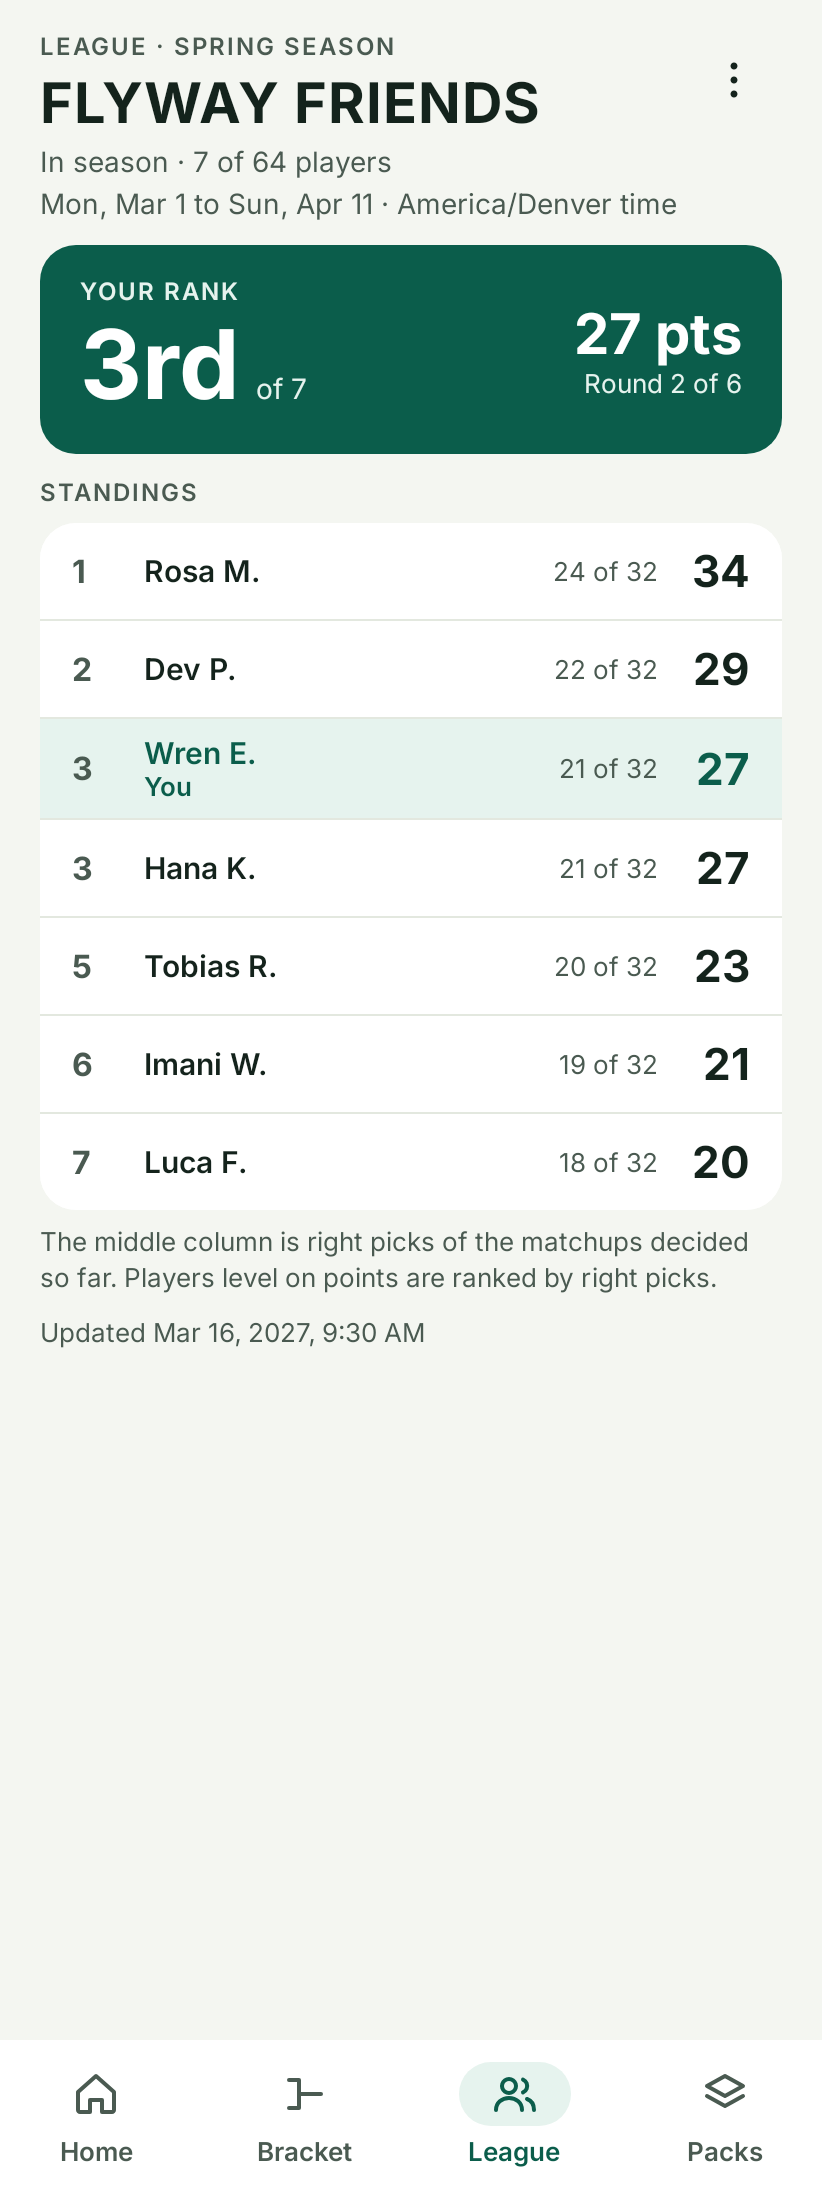 LEAGUE · SPRING SEASON
FLYWAY FRIENDS
In season · 7 of 64 players
Mon, Mar 1 to Sun, Apr 11 · America/Denver time
YOUR RANK
3rd of 7
27 pts
Round 2 of 6
STANDINGS
1 Rosa M. 24 of 32 34
2 Dev P. 22 of 32 29
3 Wren E. 21 of 32 27
You
3 Hana K. 21 of 32 27
5 Tobias R. 20 of 32 23
6 Imani W. 19 of 32 21
7 Luca F. 18 of 32 20
The middle column is right picks of the matchups decided
so far. Players level on points are ranked by right picks.
Updated Mar 16, 2027, 9:30 AM
Home Bracket League Packs